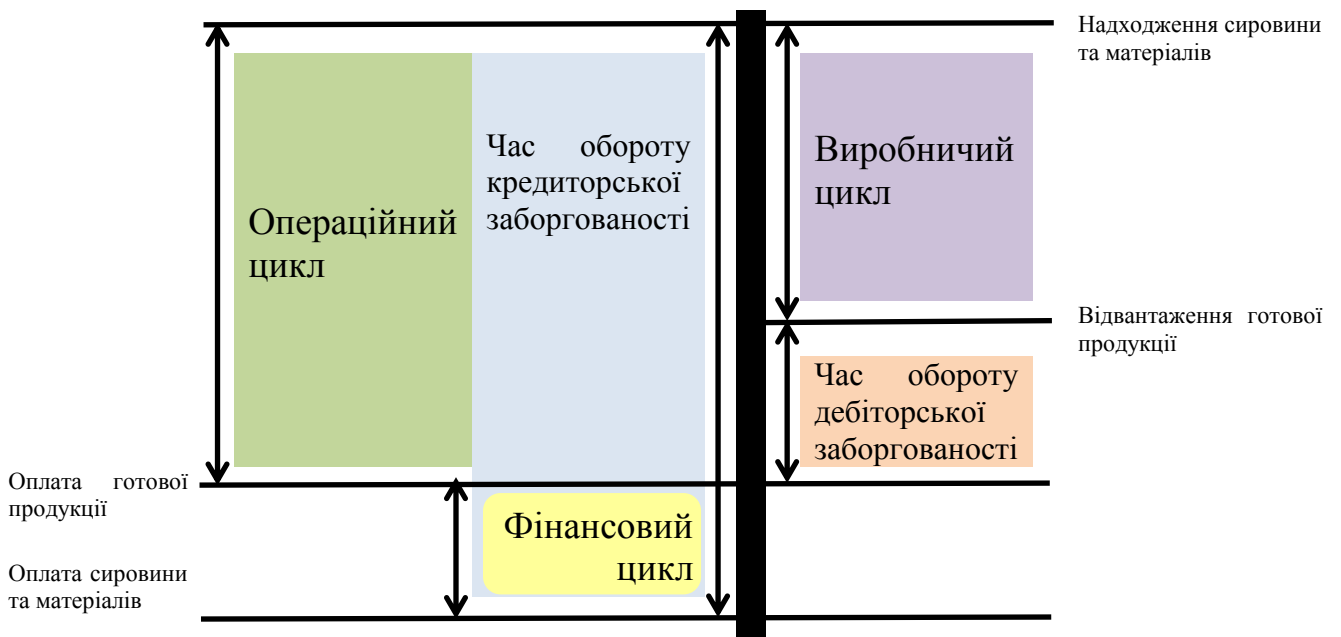 Надходження сировини
та матеріалів
Час обороту
кредиторської
заборгованості
Виробничий
цикл
Операційний
цикл
Відвантаження готової
продукції
Час обороту
дебіторської
заборгованості
Оплата готової
продукції
Фінансовий
цикл
Оплата сировини
та матеріалів